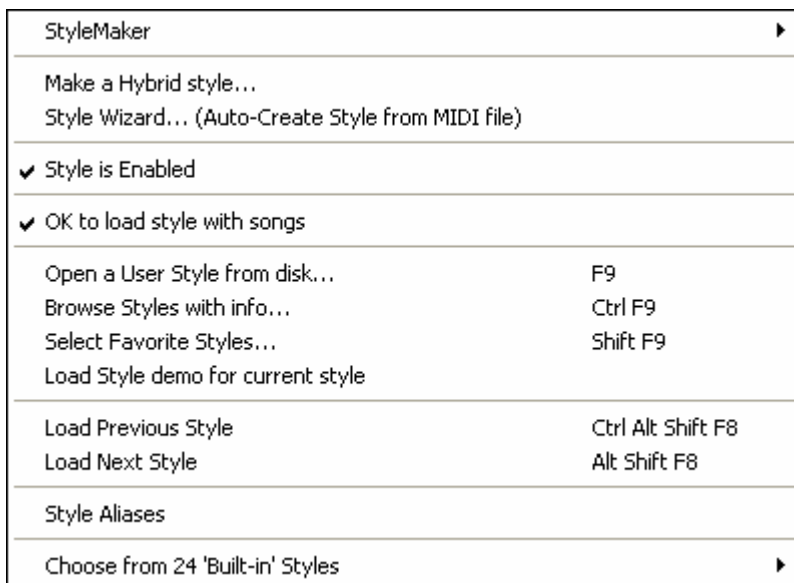 StyleMaker
Make a Hybrid style...
Style Wizard... (Auto-Create Style from MIDI file)
Style is Enabled
OK to load style with songs
Open a User Style from disk... F9
Browse Styles with info... Ctrl F9
Select Favorite Styles... Shift F9
Load Style demo for current style
Load Previous Style Ctrl Alt Shift F8
Load Next Style Alt Shift F8
Style Aliases
Choose from 24 'Built-in' Styles